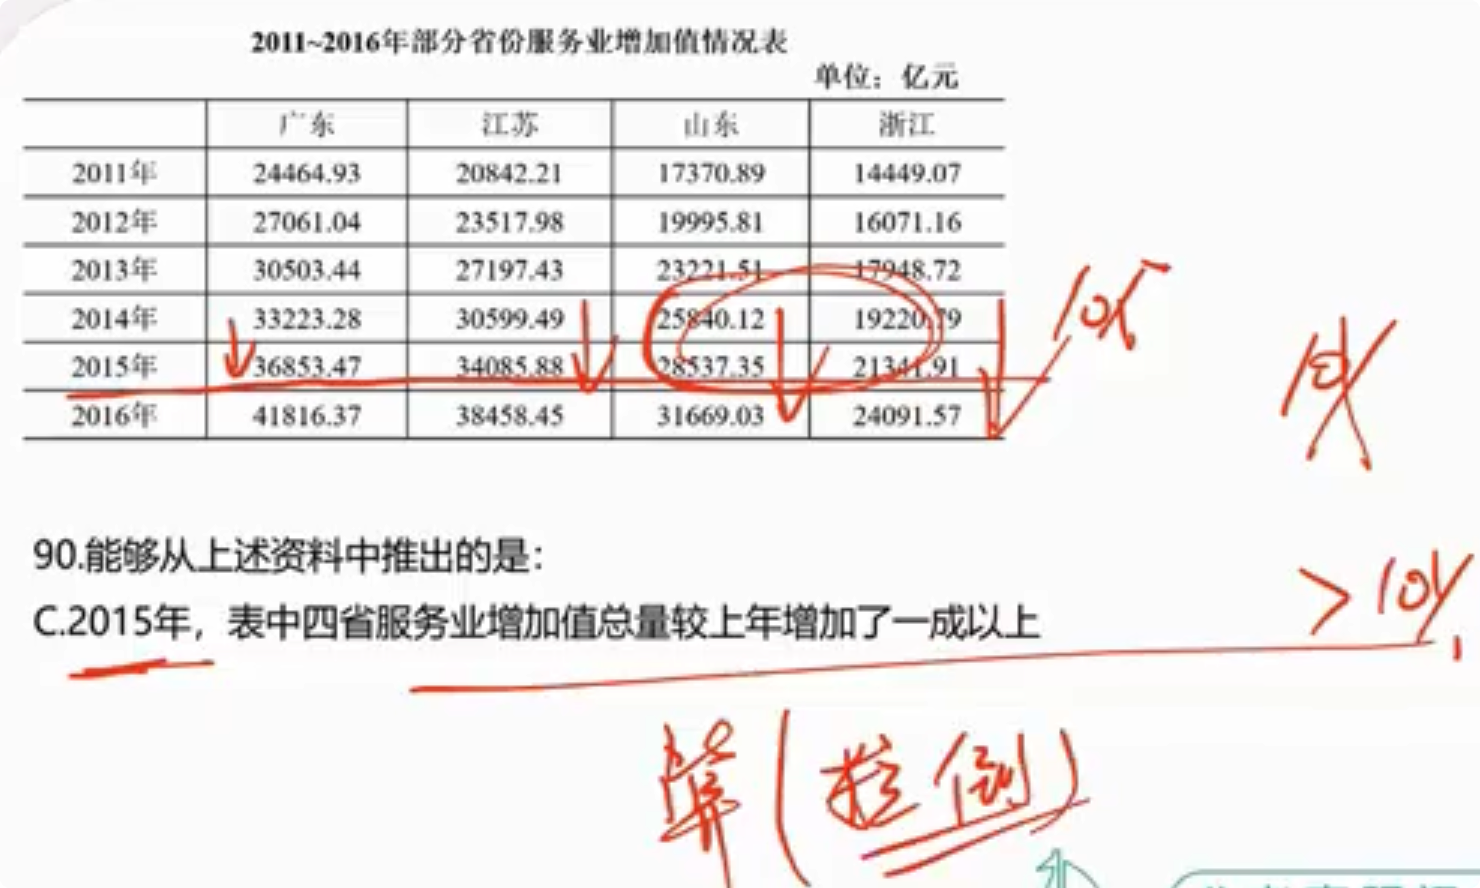 2011~2016年部分省份服务业增加值情况表
单位：亿元
广东 江苏 山东 浙江
2011年 24464.93 20842.21 17370.89 14449.07
2012年 27061.04 23517.98 19995.81 16071.16
2013年 30503.44 27197.43 23221.51 17948.72
2014年 33223.28 30599.49 25840.12 19220.79
2015年 36853.47 34085.88 28537.35 21341.91
2016年 41816.37 38458.45 31669.03 24091.57
10%
10%
90.能够从上述资料中推出的是：
>10%
C.2015年，表中四省服务业增加值总量较上年增加了一成以上
(拉倒)